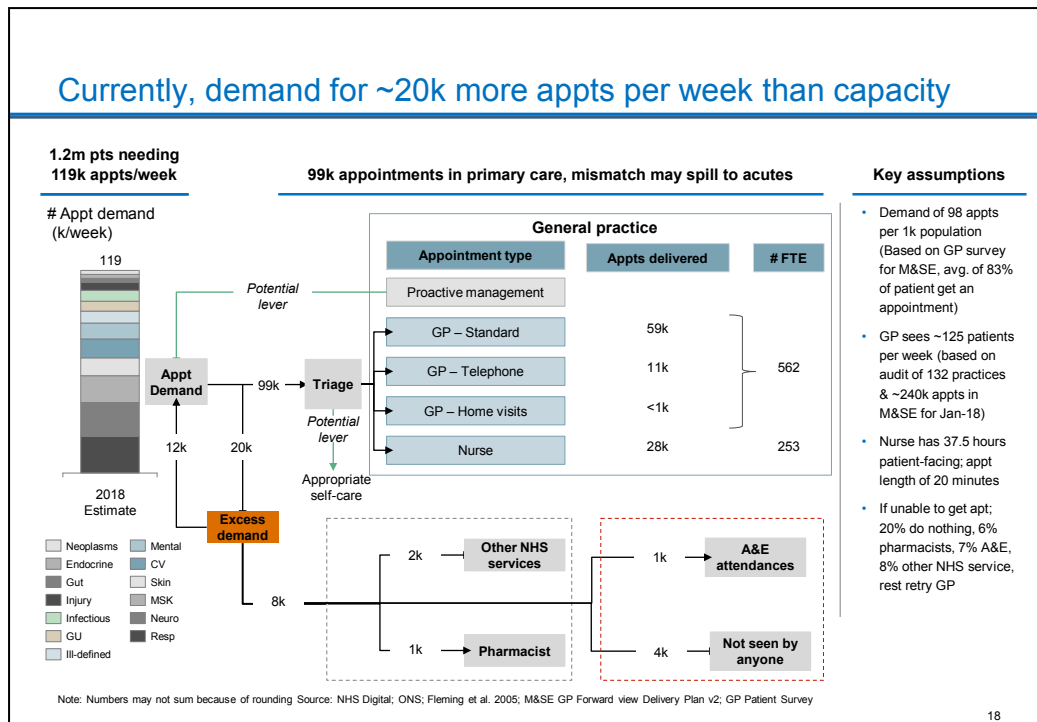 Currently, demand for ~20k more appts per week than capacity
1.2m pts needing
119k appts/week
99k appointments in primary care, mismatch may spill to acutes
Key assumptions
# Appt demand
(k/week)
119
2018
Estimate
Neoplasms
Endocrine
Gut
Injury
Infectious
GU
Ill-defined
Mental
CV
Skin
MSK
Neuro
Resp
General practice
Appointment type
Appts delivered
# FTE
Proactive management
GP – Standard
59k
GP – Telephone
11k
562
GP – Home visits
<1k
Nurse
28k
253
Potential
lever
Appt
Demand
99k
Triage
Potential
lever
Appropriate
self-care
12k
20k
Excess
demand
8k
2k
Other NHS
services
1k
Pharmacist
1k
A&E
attendances
4k
Not seen by
anyone
• Demand of 98 appts
per 1k population
(Based on GP survey
for M&SE, avg. of 83%
of patient get an
appointment)
• GP sees ~125 patients
per week (based on
audit of 132 practices
& ~240k appts in
M&SE for Jan-18)
• Nurse has 37.5 hours
patient-facing; appt
length of 20 minutes
• If unable to get apt;
20% do nothing, 6%
pharmacists, 7% A&E,
8% other NHS service,
rest retry GP
Note: Numbers may not sum because of rounding Source: NHS Digital; ONS; Fleming et al. 2005; M&SE GP Forward view Delivery Plan v2; GP Patient Survey
18